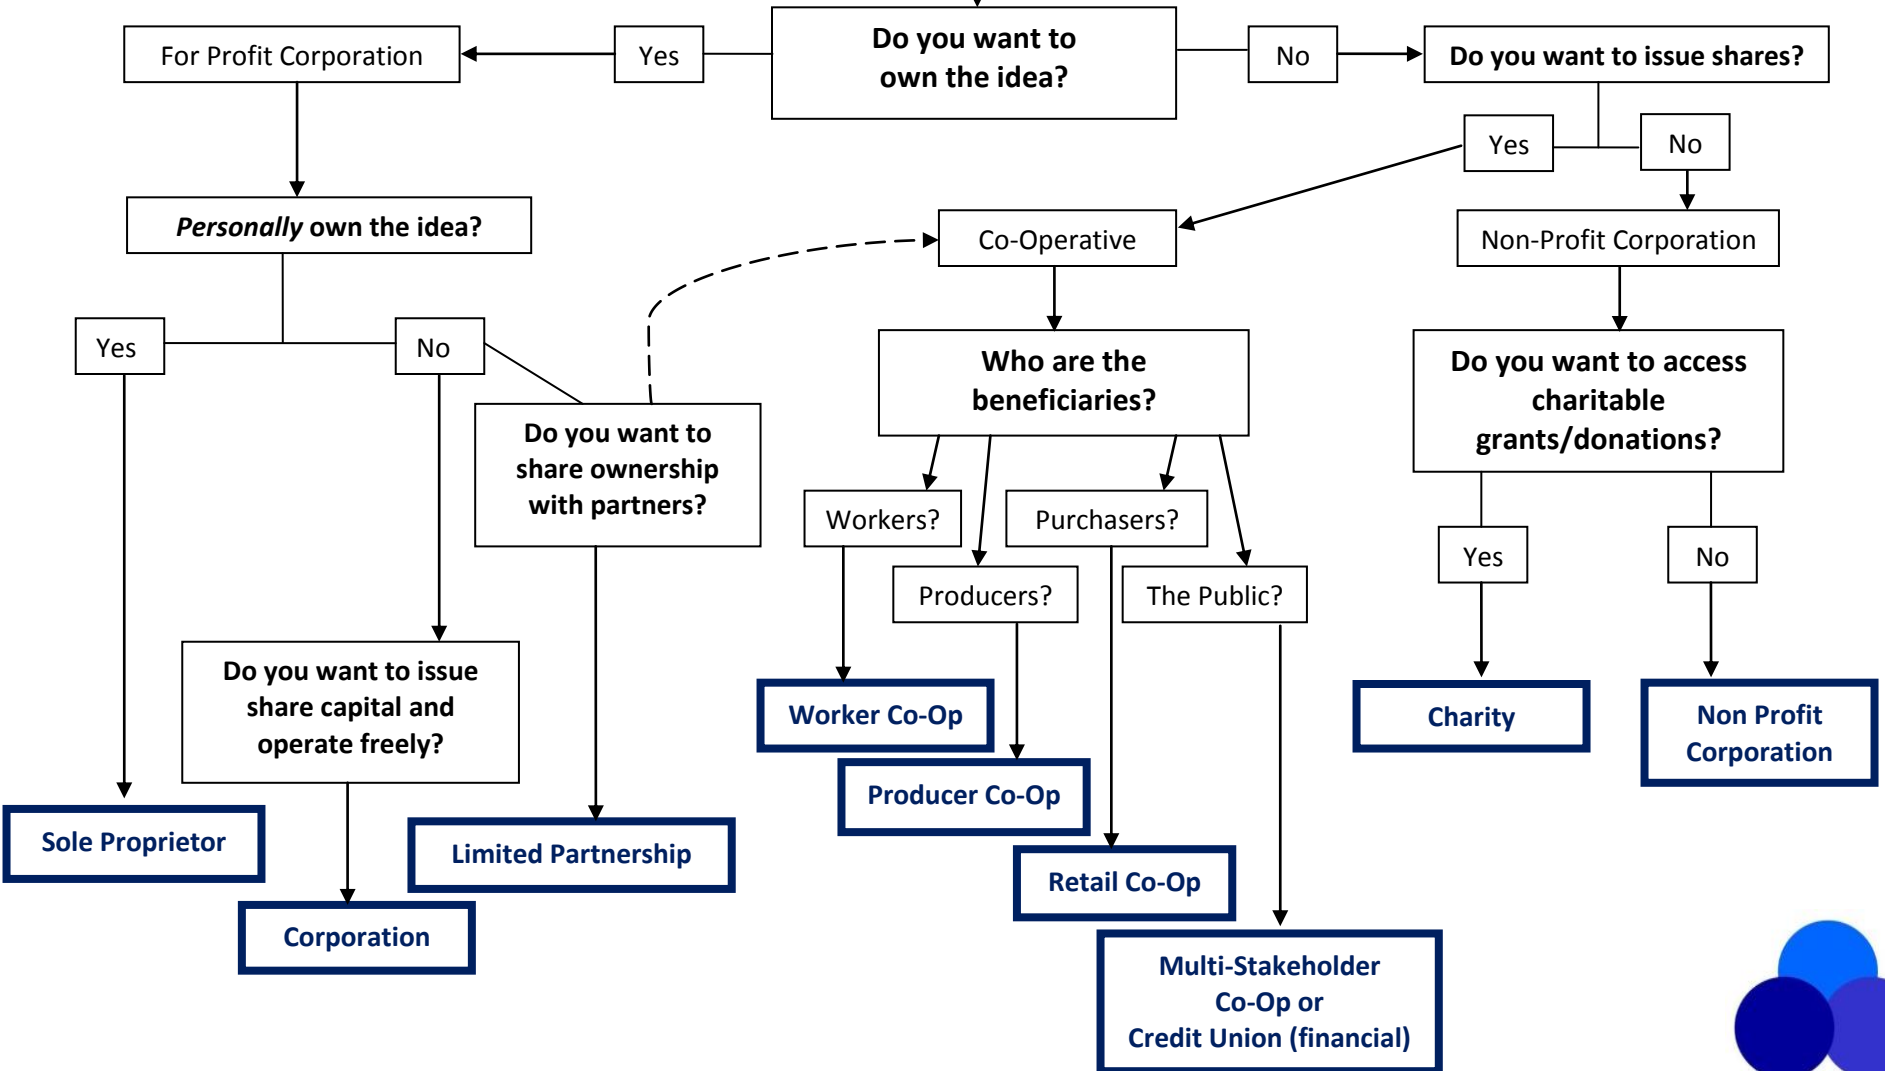 Do you want to
own the idea?
For Profit Corporation
Yes
No
Do you want to issue shares?
Yes
No
Personally own the idea?
Co-Operative
Non-Profit Corporation
Yes
No
Do you want to
share ownership
with partners?
Who are the
beneficiaries?
Do you want to access
charitable
grants/donations?
Workers?
Purchasers?
Producers?
The Public?
Yes
No
Do you want to issue
share capital and
operate freely?
Worker Co-Op
Charity
Non Profit
Corporation
Producer Co-Op
Sole Proprietor
Limited Partnership
Retail Co-Op
Corporation
Multi-Stakeholder
Co-Op or
Credit Union (financial)